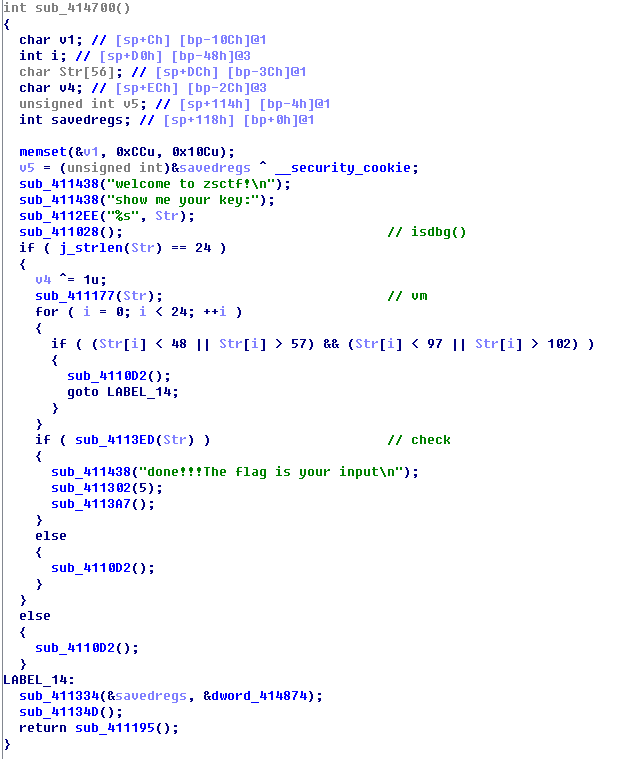 int sub_414700()
{
  char v1; // [sp+Ch] [bp-10Ch]@1
  int i; // [sp+D0h] [bp-48h]@3
  char Str[56]; // [sp+DCh] [bp-3Ch]@1
  char v4; // [sp+ECh] [bp-2Ch]@3
  unsigned int v5; // [sp+114h] [bp-4h]@1
  int savedregs; // [sp+118h] [bp+0h]@1

  memset(&v1, 0xCCu, 0x10Cu);
  v5 = (unsigned int)&savedregs ^ __security_cookie;
  sub_411438("welcome to zsctf!\n");
  sub_411438("show me your key:");
  sub_4112EE("%s", Str);
  sub_411028();                                 // isdbg()
  if ( j_strlen(Str) == 24 )
  {
    v4 ^= 1u;
    sub_411177(Str);                            // vm
    for ( i = 0; i < 24; ++i )
    {
      if ( (Str[i] < 48 || Str[i] > 57) && (Str[i] < 97 || Str[i] > 102) )
      {
        sub_4110D2();
        goto LABEL_14;
      }
    }
    if ( sub_4113ED(Str) )                      // check
    {
      sub_411438("done!!!The flag is your input\n");
      sub_411302(5);
      sub_4113A7();
    }
    else
    {
      sub_4110D2();
    }
  }
  else
  {
    sub_4110D2();
  }
LABEL_14:
  sub_411334(&savedregs, &dword_414874);
  sub_41134D();
  return sub_411195();
}